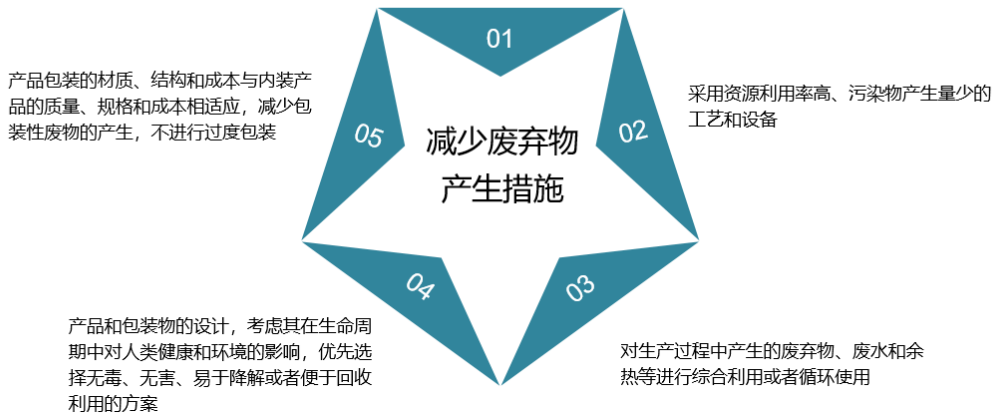 01
产品包装的材质、结构和成本与内装产
品的质量、规格和成本相适应，减少包
装性废物的产生，不进行过度包装
05
减少废弃物
产生措施
02
采用资源利用率高、污染物产生量少的
工艺和设备
04
03
产品和包装物的设计，考虑其在生命周
期中对人类健康和环境的影响，优先选
择无毒、无害、易于降解或者便于回收
利用的方案
对生产过程中产生的废弃物、废水和余
热等进行综合利用或者循环使用